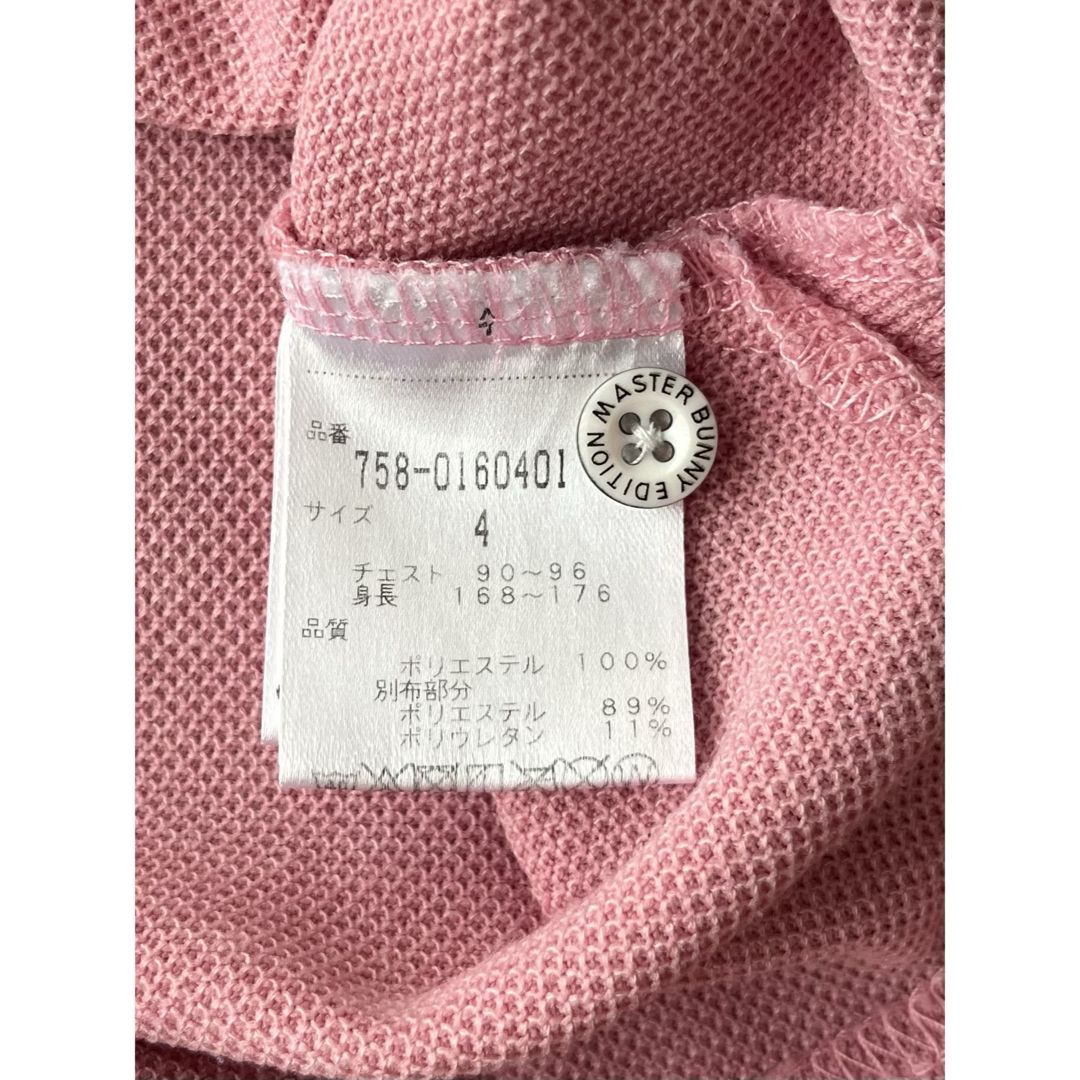 品番
758-0160401
MASTER BUNNY EDITION
サイズ
4
チェスト 90～96
身長 168～176
品質
ポリエステル 100%
別布部分
ポリエステル 89%
ポリウレタン 11%